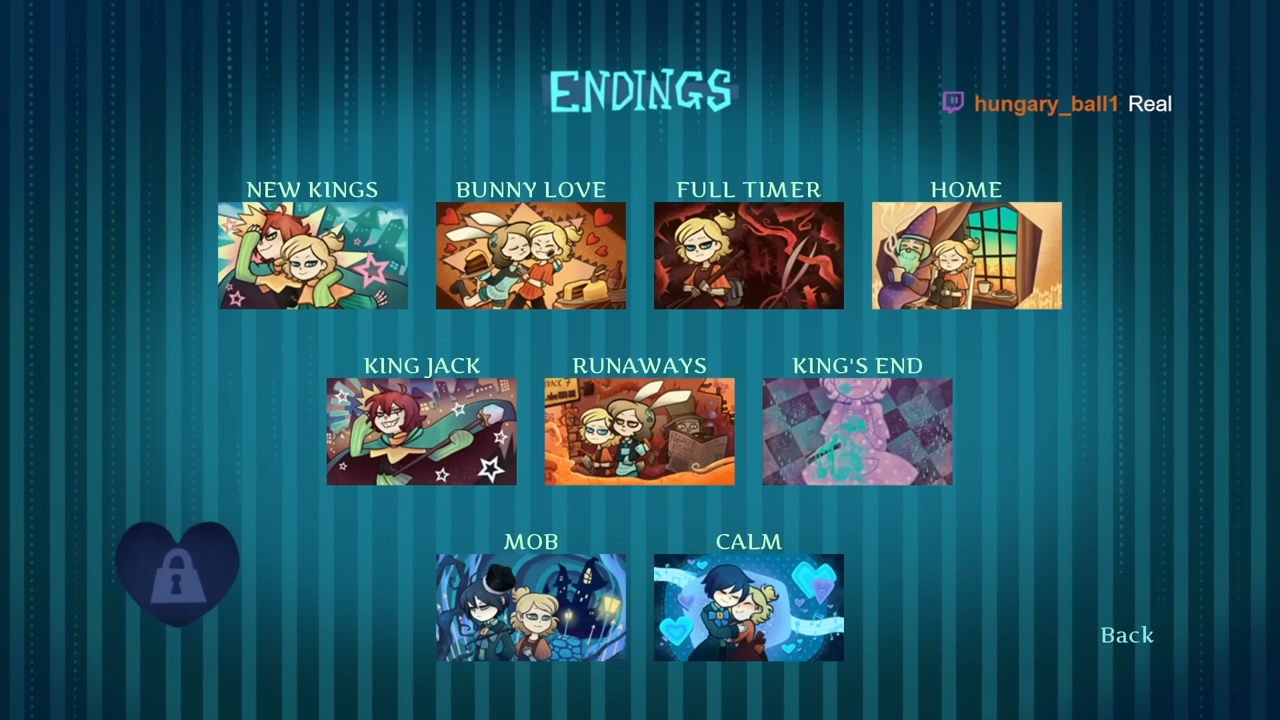 ENDINGS
hungary_ball1 Real
NEW KINGS
BUNNY LOVE
FULL TIMER
HOME
KING JACK
RUNAWAYS
KING'S END
MOB
CALM
Back